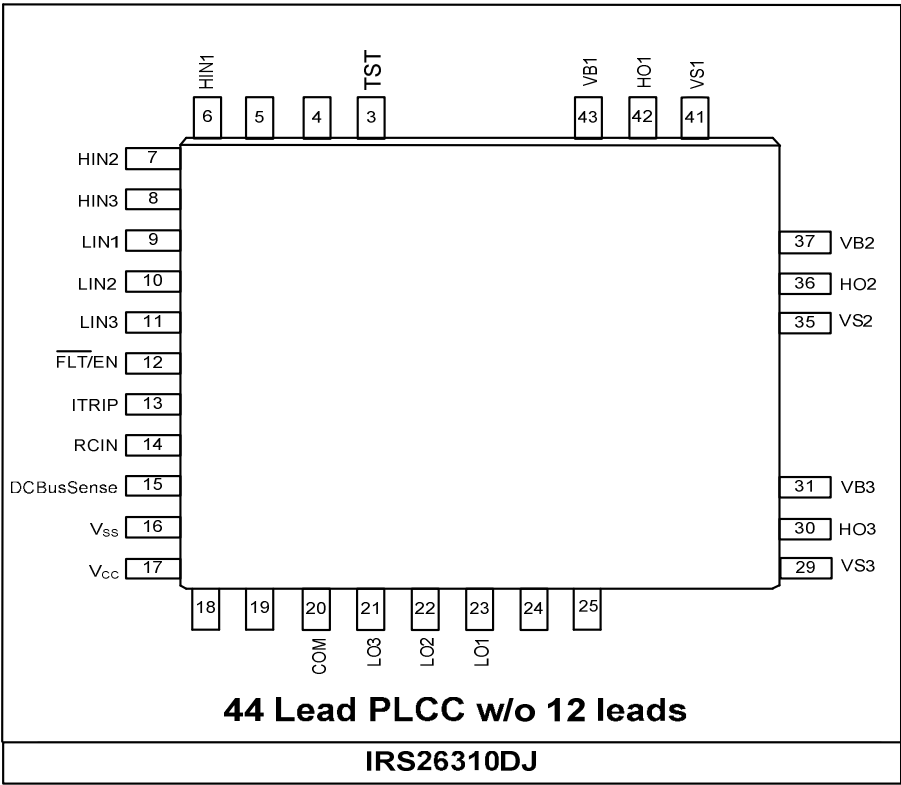 HIN1 TST VB1 HO1 VS1
6 5 4 3 43 42 41
HIN2 7
HIN3 8
LIN1 9 37 VB2
LIN2 10 36 HO2
LIN3 11 35 VS2
FLT/EN 12
ITRIP 13
RCIN 14
DCBusSense 15 31 VB3
VSS 16 30 HO3
VCC 17 29 VS3
18 19 20 21 22 23 24 25
COM LO3 LO2 LO1
44 Lead PLCC w/o 12 leads
IRS26310DJ